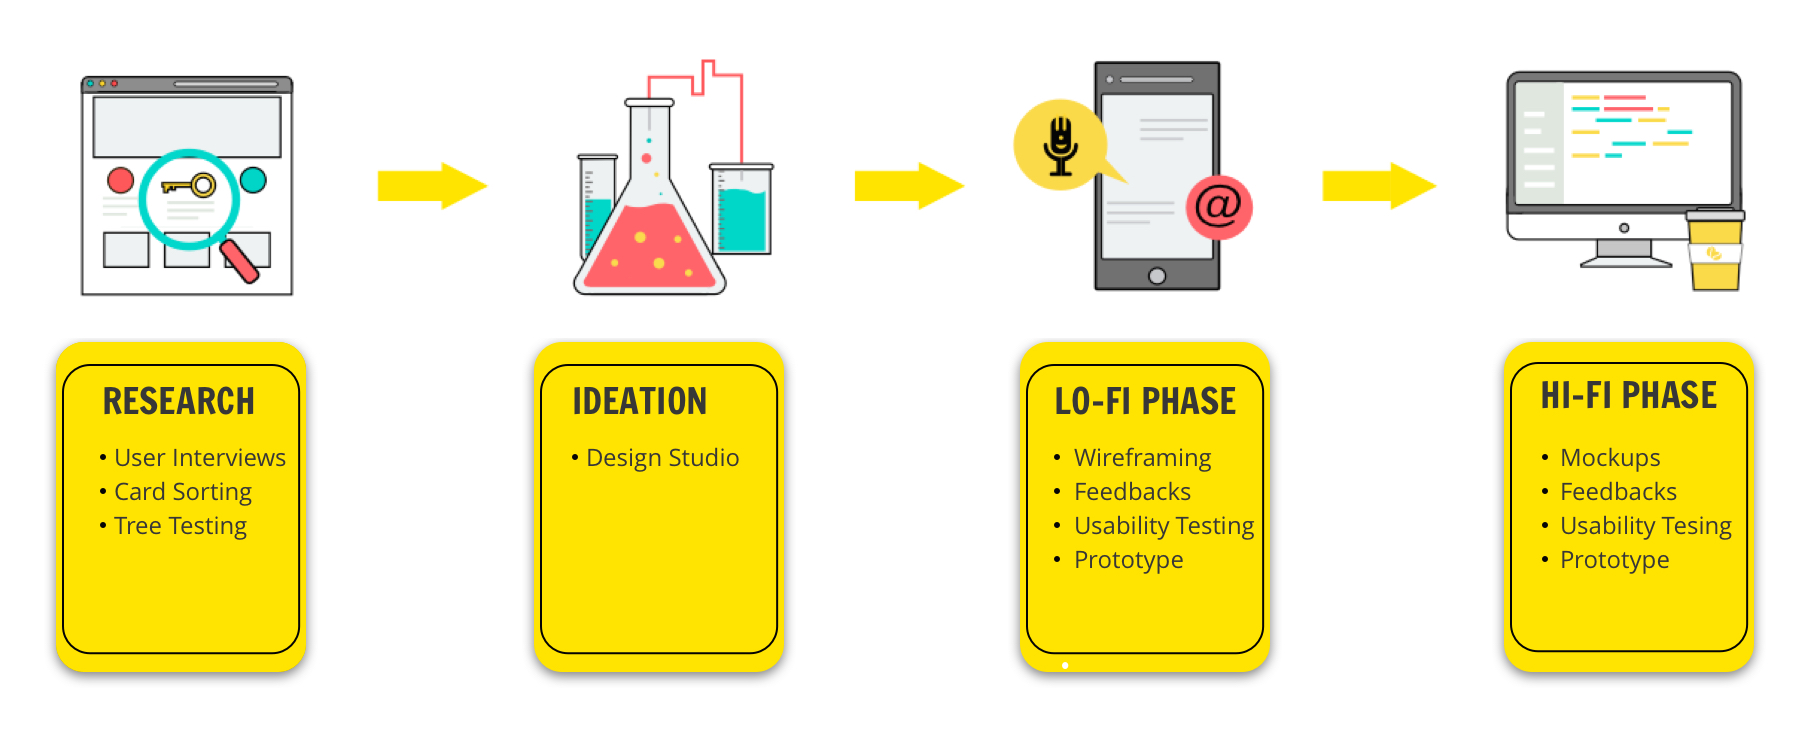 @
RESEARCH
• User Interviews
• Card Sorting
• Tree Testing
IDEATION
• Design Studio
LO-FI PHASE
• Wireframing
• Feedbacks
• Usability Testing
• Prototype
HI-FI PHASE
• Mockups
• Feedbacks
• Usability Tesing
• Prototype